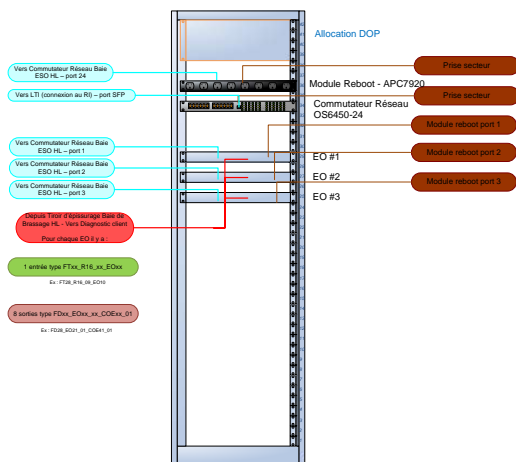 Allocation DOP
Vers Commutateur Réseau Baie
ESO HL – port 24
Prise secteur
Module Reboot - APC7920
Vers LTI (connexion au RI) – port SFP
Prise secteur
Commutateur Réseau
OS6450-24
Module reboot port 1
Vers Commutateur Réseau Baie
ESO HL – port 1
EO #1
Module reboot port 2
Vers Commutateur Réseau Baie
ESO HL – port 2
EO #2
Module reboot port 3
Vers Commutateur Réseau Baie
ESO HL – port 3
EO #3
Depuis Tiroir d'épissurage Baie de
Brassage HL - Vers Diagnostic client
Pour chaque EO il y a :
1 entrée type FTxx_R16_xx_EOxx
Ex : FT28_R16_09_EO10
8 sorties type FDxx_EOxx_xx_COExx_01
Ex : FD28_EO21_01_COE41_01